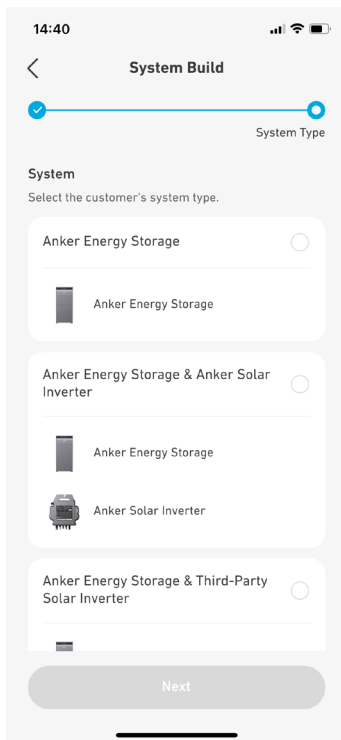 14:40
System Build
System Type
System
Select the customer's system type.
Anker Energy Storage
Anker Energy Storage
Anker Energy Storage & Anker Solar
Inverter
Anker Energy Storage
Anker Solar Inverter
Anker Energy Storage & Third-Party
Solar Inverter
Next